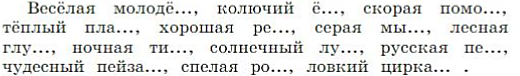 Весёлая молодё..., колючий ё..., скорая помо...,
тёплый пла..., хорошая ре..., серая мы..., лесная
глу..., ночная ти..., солнечный лу..., русская пе...,
чудесный пейза..., спелая ро..., ловкий цирка... .